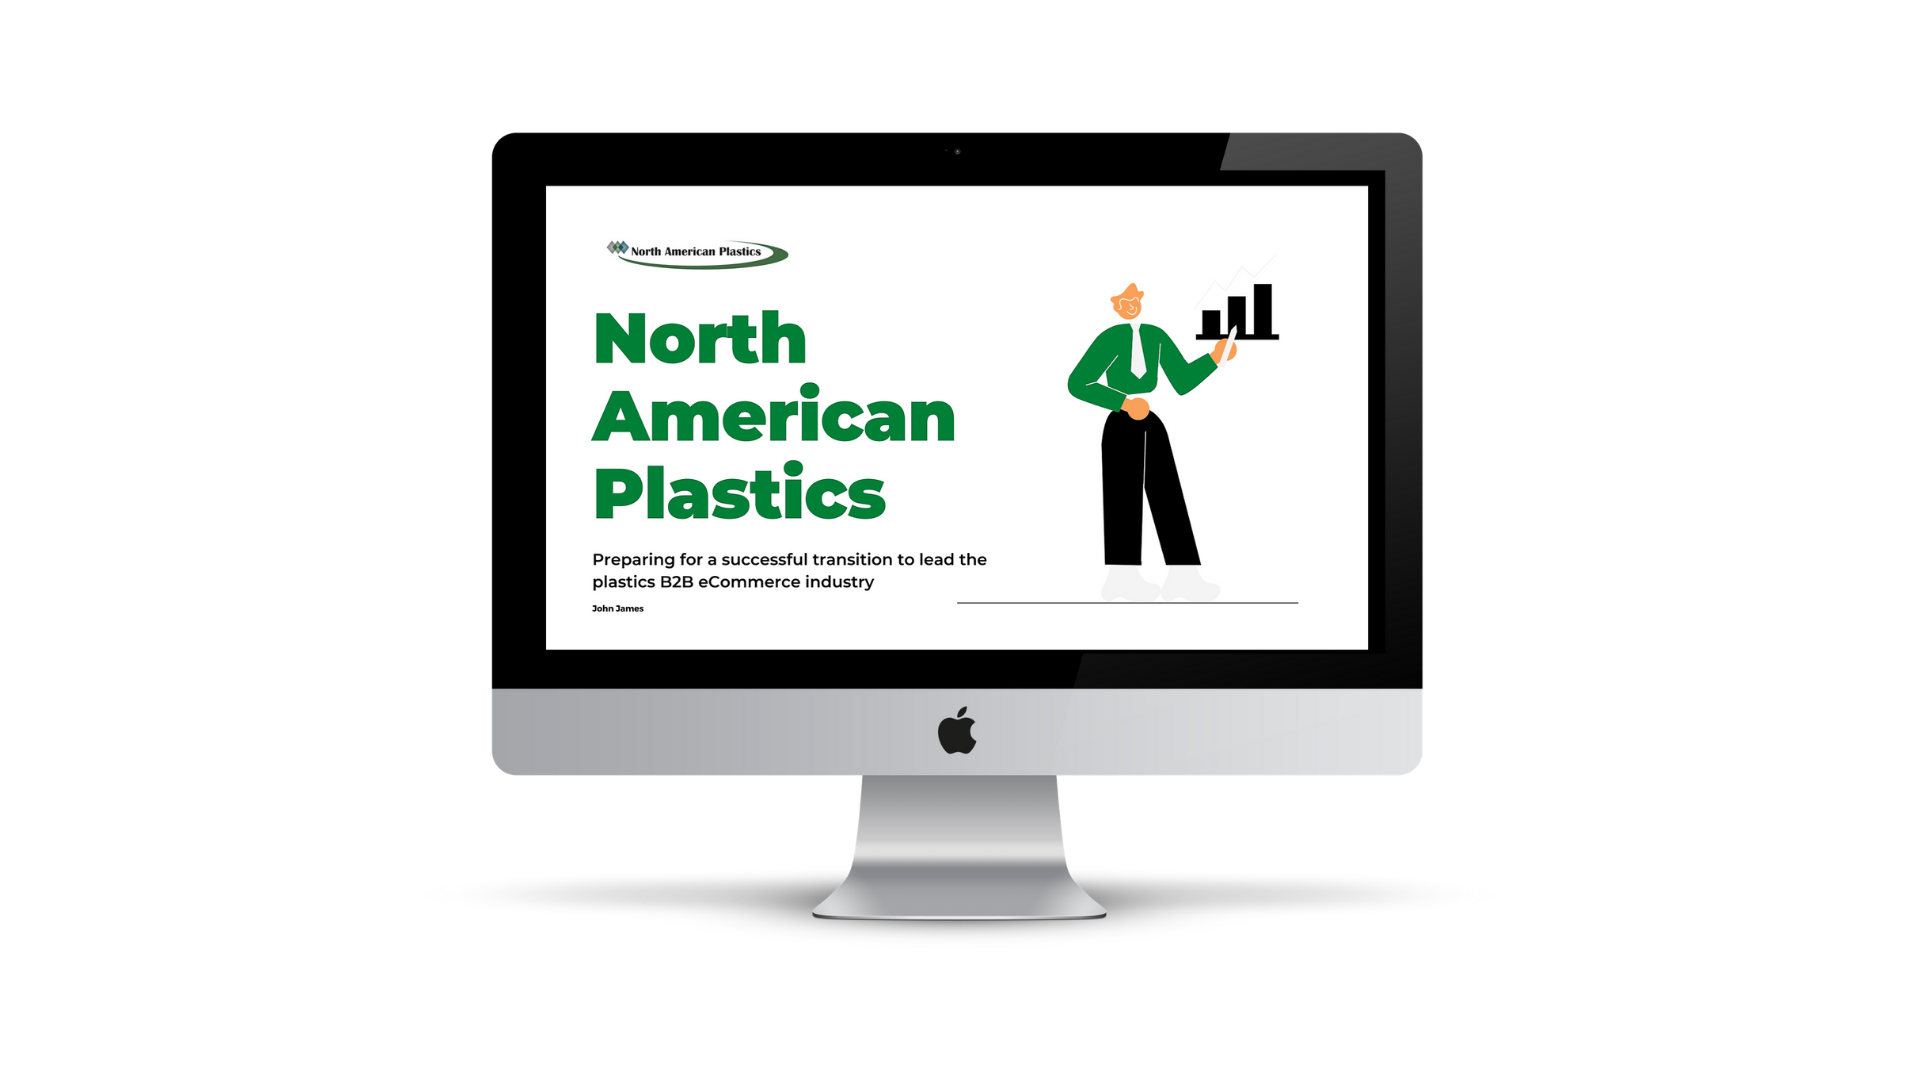 North American Plastics
North
American
Plastics
Preparing for a successful transition to lead the
plastics B2B eCommerce industry
John James